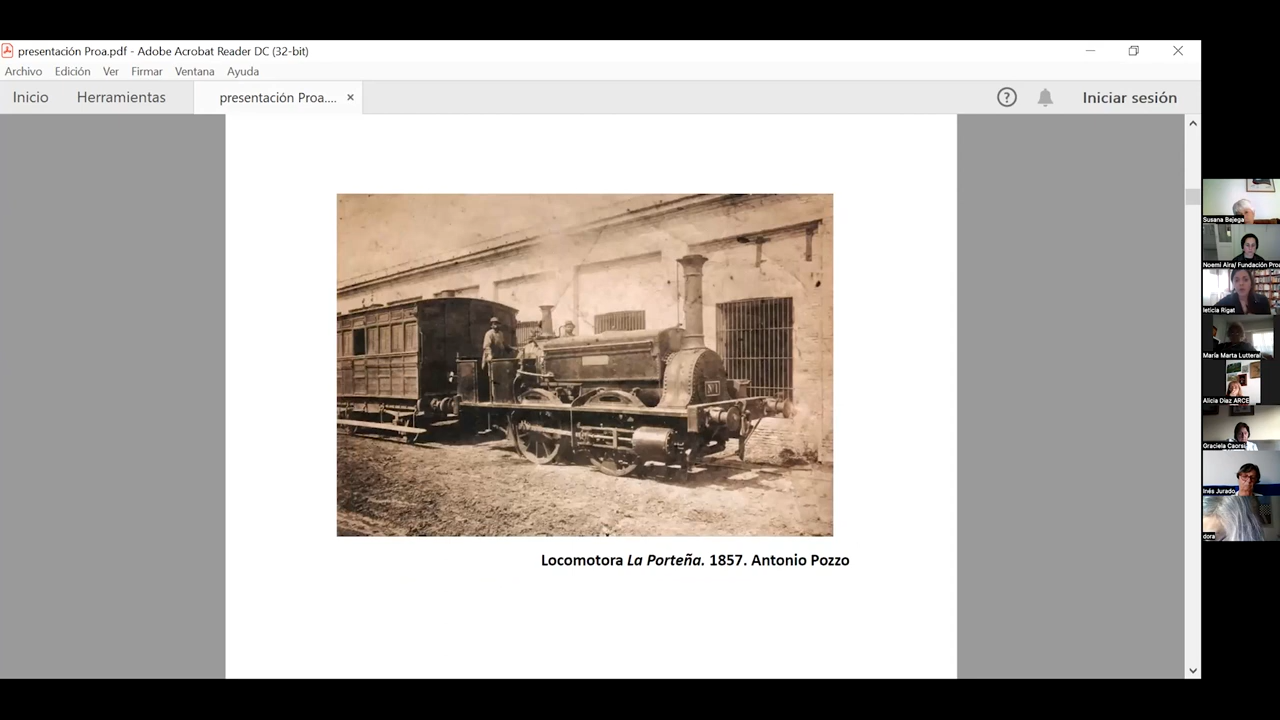 presentación Proa.pdf - Adobe Acrobat Reader DC (32-bit)
Archivo Edición Ver Firmar Ventana Ayuda
Inicio Herramientas presentación Proa.... × Iniciar sesión
Nº1
Locomotora La Porteña. 1857. Antonio Pozzo
Susana Bejega
Noemi Aira/ Fundación Proa
leticia Rigat
María Marta Lutteral
Alicia Diaz ARCE
Graciela Caorsi
Inés Jurado
dora